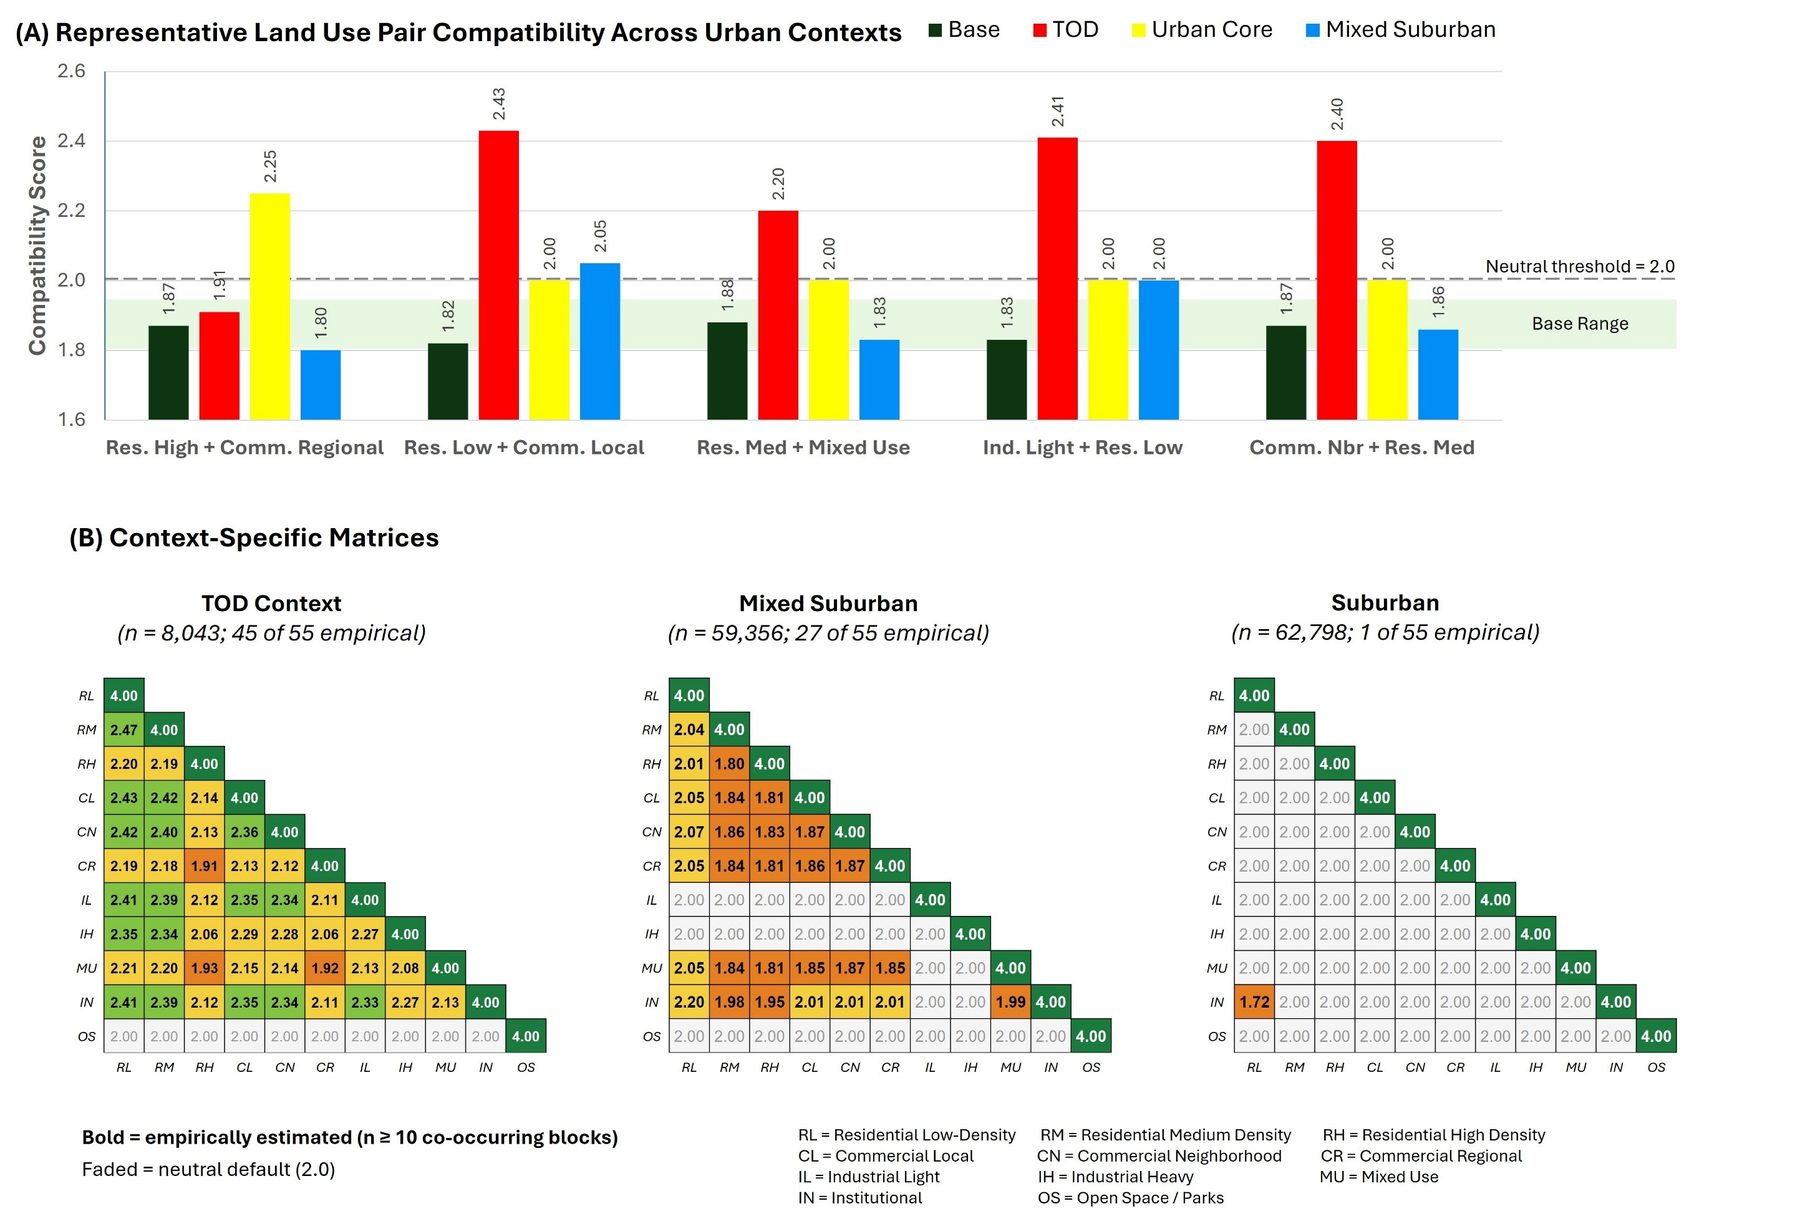 (A) Representative Land Use Pair Compatibility Across Urban Contexts
Base TOD Urban Core Mixed Suburban
Compatibility Score
2.6
2.4
2.2
2.0
1.8
1.6
1.87 1.91 2.25 1.80
1.82 2.43 2.00 2.05
1.88 2.20 2.00 1.83
1.83 2.41 2.00 2.00
1.87 2.40 2.00 1.86
Neutral threshold = 2.0
Base Range
Res. High + Comm. Regional Res. Low + Comm. Local Res. Med + Mixed Use Ind. Light + Res. Low Comm. Nbr + Res. Med
(B) Context-Specific Matrices
TOD Context
(n = 8,043; 45 of 55 empirical)
RL 4.00
RM 2.47 4.00
RH 2.20 2.19 4.00
CL 2.43 2.42 2.14 4.00
CN 2.42 2.40 2.13 2.36 4.00
CR 2.19 2.18 1.91 2.13 2.12 4.00
IL 2.41 2.39 2.12 2.35 2.34 2.11 4.00
IH 2.35 2.34 2.06 2.29 2.28 2.06 2.27 4.00
MU 2.21 2.20 1.93 2.15 2.14 1.92 2.13 2.08 4.00
IN 2.41 2.39 2.12 2.35 2.34 2.11 2.33 2.27 2.13 4.00
OS 2.00 2.00 2.00 2.00 2.00 2.00 2.00 2.00 2.00 2.00 4.00
RL RM RH CL CN CR IL IH MU IN OS
Mixed Suburban
(n = 59,356; 27 of 55 empirical)
RL 4.00
RM 2.04 4.00
RH 2.01 1.80 4.00
CL 2.05 1.84 1.81 4.00
CN 2.07 1.86 1.83 1.87 4.00
CR 2.05 1.84 1.81 1.86 1.87 4.00
IL 2.00 2.00 2.00 2.00 2.00 2.00 4.00
IH 2.00 2.00 2.00 2.00 2.00 2.00 2.00 4.00
MU 2.05 1.84 1.81 1.85 1.87 1.85 2.00 2.00 4.00
IN 2.20 1.98 1.95 2.01 2.01 2.01 2.00 2.00 1.99 4.00
OS 2.00 2.00 2.00 2.00 2.00 2.00 2.00 2.00 2.00 2.00 4.00
RL RM RH CL CN CR IL IH MU IN OS
Suburban
(n = 62,798; 1 of 55 empirical)
RL 4.00
RM 2.00 4.00
RH 2.00 2.00 4.00
CL 2.00 2.00 2.00 4.00
CN 2.00 2.00 2.00 2.00 4.00
CR 2.00 2.00 2.00 2.00 2.00 4.00
IL 2.00 2.00 2.00 2.00 2.00 2.00 4.00
IH 2.00 2.00 2.00 2.00 2.00 2.00 2.00 4.00
MU 2.00 2.00 2.00 2.00 2.00 2.00 2.00 2.00 4.00
IN 1.72 2.00 2.00 2.00 2.00 2.00 2.00 2.00 2.00 4.00
OS 2.00 2.00 2.00 2.00 2.00 2.00 2.00 2.00 2.00 2.00 4.00
RL RM RH CL CN CR IL IH MU IN OS
Bold = empirically estimated (n ≥ 10 co-occurring blocks)
Faded = neutral default (2.0)
RL = Residential Low-Density RM = Residential Medium Density RH = Residential High Density
CL = Commercial Local CN = Commercial Neighborhood CR = Commercial Regional
IL = Industrial Light IH = Industrial Heavy MU = Mixed Use
IN = Institutional OS = Open Space / Parks